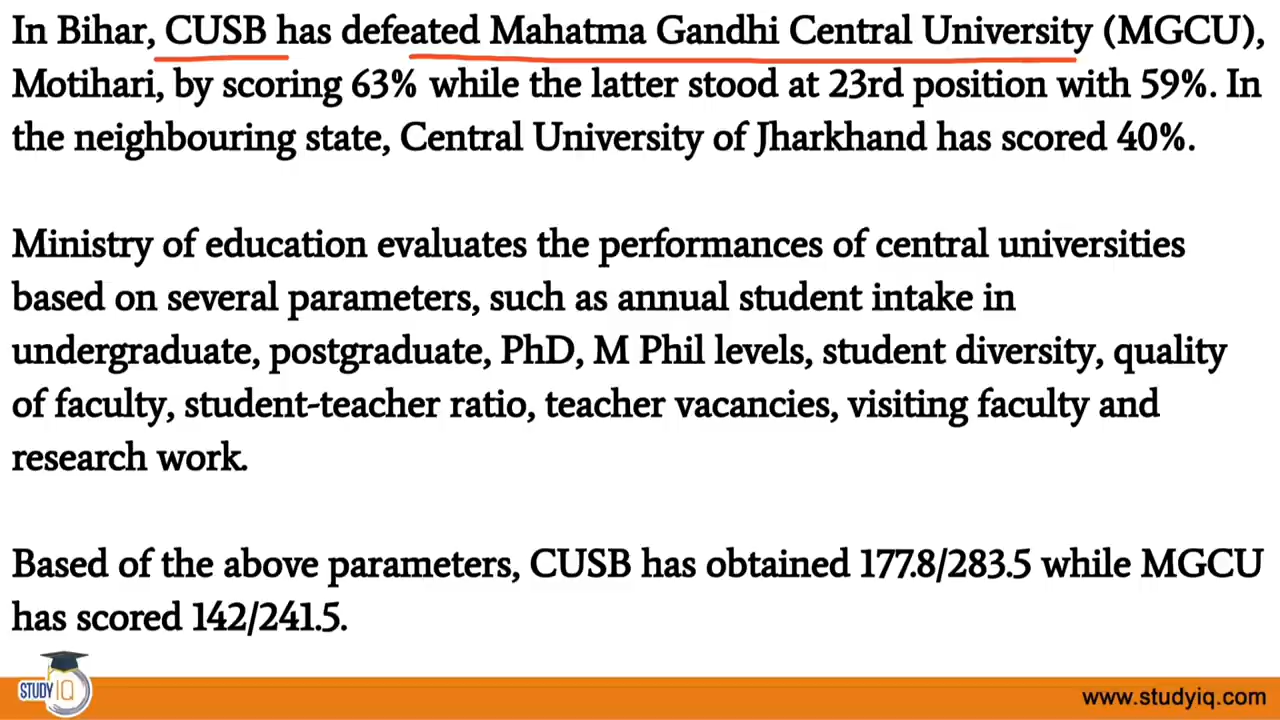 In Bihar, CUSB has defeated Mahatma Gandhi Central University (MGCU),
Motihari, by scoring 63% while the latter stood at 23rd position with 59%. In
the neighbouring state, Central University of Jharkhand has scored 40%.
Ministry of education evaluates the performances of central universities
based on several parameters, such as annual student intake in
undergraduate, postgraduate, PhD, M Phil levels, student diversity, quality
of faculty, student-teacher ratio, teacher vacancies, visiting faculty and
research work.
Based of the above parameters, CUSB has obtained 177.8/283.5 while MGCU
has scored 142/241.5.
STUDY IQ
www.studyiq.com